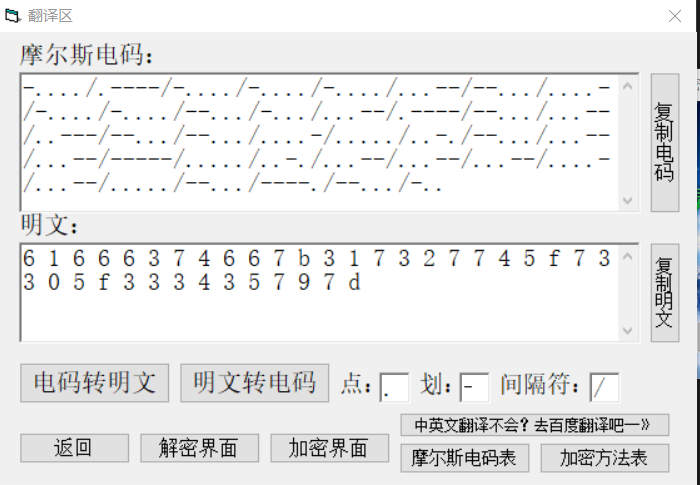 翻译区
摩尔斯电码：
-..../.----/-..../-..../-..../...--/--.../....-
/-..../-..../--.../-.../...--/.----/--.../...--
/..---/--.../--.../....-/...../..-./--.../...--
/...--/-----/...../..-./...--/...--/...--/....-
/...--/...../--.../----./--.../-..
复制电码
明文：
6 1 6 6 6 3 7 4 6 6 7 b 3 1 7 3 2 7 7 4 5 f 7 3
3 0 5 f 3 3 3 4 3 5 7 9 7 d
复制明文
电码转明文 明文转电码 点： . 划： - 间隔符： /
中英文翻译不会？去百度翻译吧—》
返回 解密界面 加密界面 摩尔斯电码表 加密方法表